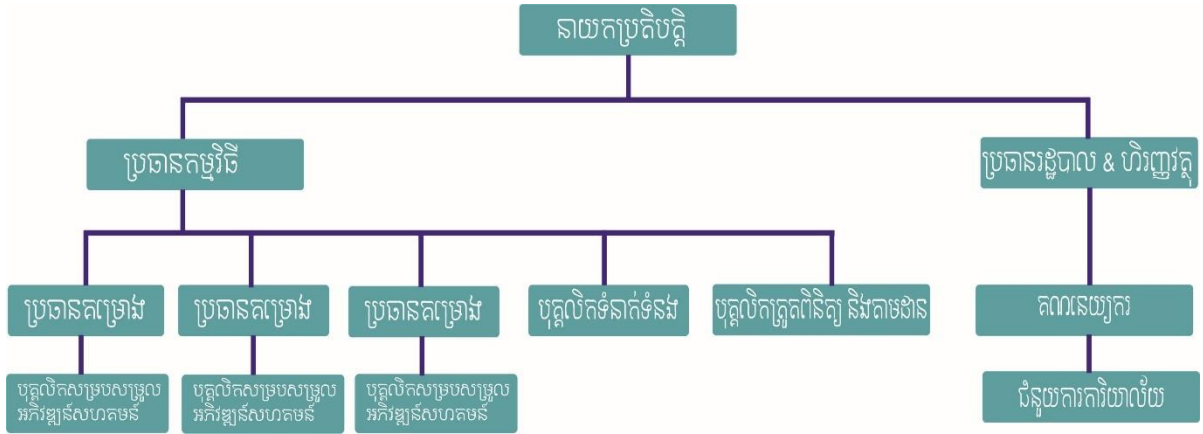 នាយកប្រតិបត្តិ
ប្រធានកម្មវិធី
ប្រធានរដ្ឋបាល & ហិរញ្ញវត្ថុ
ប្រធានគម្រោង
ប្រធានគម្រោង
ប្រធានគម្រោង
បុគ្គលិកទំនាក់ទំនង
បុគ្គលិកត្រួតពិនិត្យ និងតាមដាន
គណនេយ្យករ
បុគ្គលិកសម្របសម្រួល
អភិវឌ្ឍន៍សហគមន៍
បុគ្គលិកសម្របសម្រួល
អភិវឌ្ឍន៍សហគមន៍
បុគ្គលិកសម្របសម្រួល
អភិវឌ្ឍន៍សហគមន៍
ជំនួយការការិយាល័យ